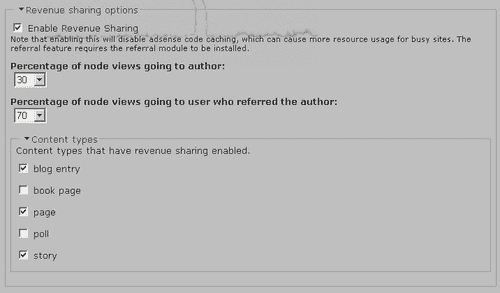 Revenue sharing options
Enable Revenue Sharing
Note that enabling this will disable adsense code caching, which can cause more resource usage for busy sites. The
referral feature requires the referral module to be installed.
Percentage of node views going to author:
30
Percentage of node views going to user who referred the author:
70
Content types
Content types that have revenue sharing enabled.
blog entry
book page
page
poll
story